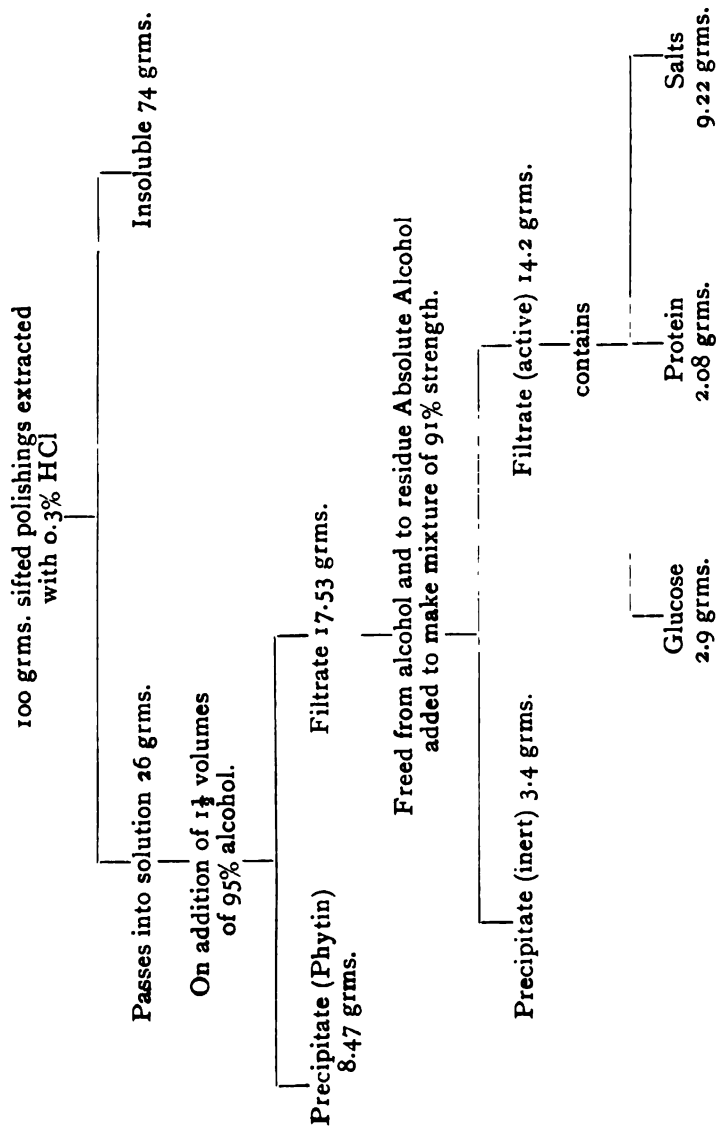 100 grms. sifted polishings extracted
with 0.3% HCl
Passes into solution 26 grms.
Insoluble 74 grms.
On addition of 1½ volumes
of 95% alcohol.
Precipitate (Phytin)
8.47 grms.
Filtrate 17.53 grms.
Freed from alcohol and to residue Absolute Alcohol
added to make mixture of 91% strength.
Precipitate (inert) 3.4 grms.
Filtrate (active) 14.2 grms.
contains
Glucose
2.9 grms.
Protein
2.08 grms.
Salts
9.22 grms.